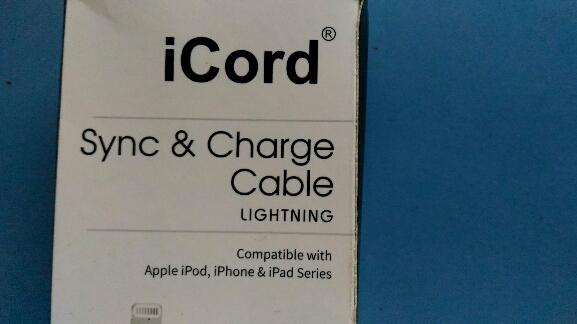 iCord®
Sync & Charge
Cable
LIGHTNING
Compatible with
Apple iPod, iPhone & iPad Series